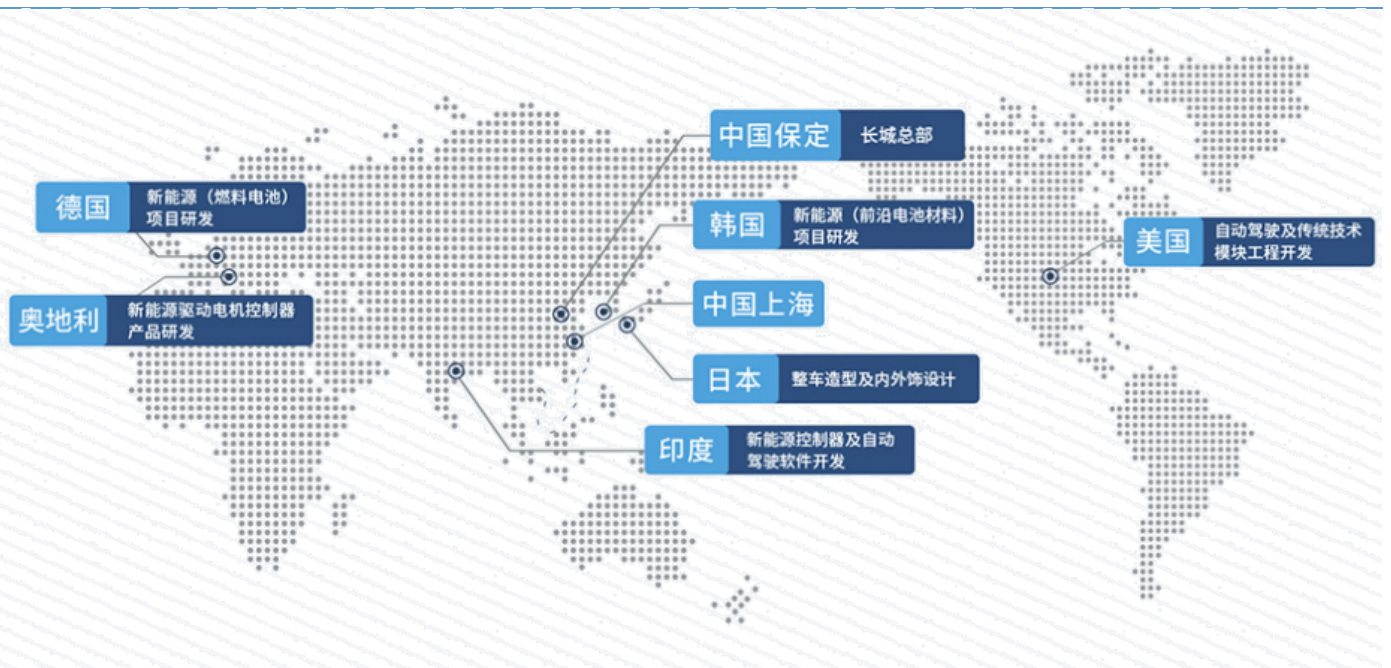 中国保定
长城总部
德国
新能源（燃料电池）
项目研发
韩国
新能源（前沿电池材料）
项目研发
美国
自动驾驶及传统技术
模块工程开发
奥地利
新能源驱动电机控制器
产品研发
中国上海
日本
整车造型及内外饰设计
印度
新能源控制器及自动
驾驶软件开发